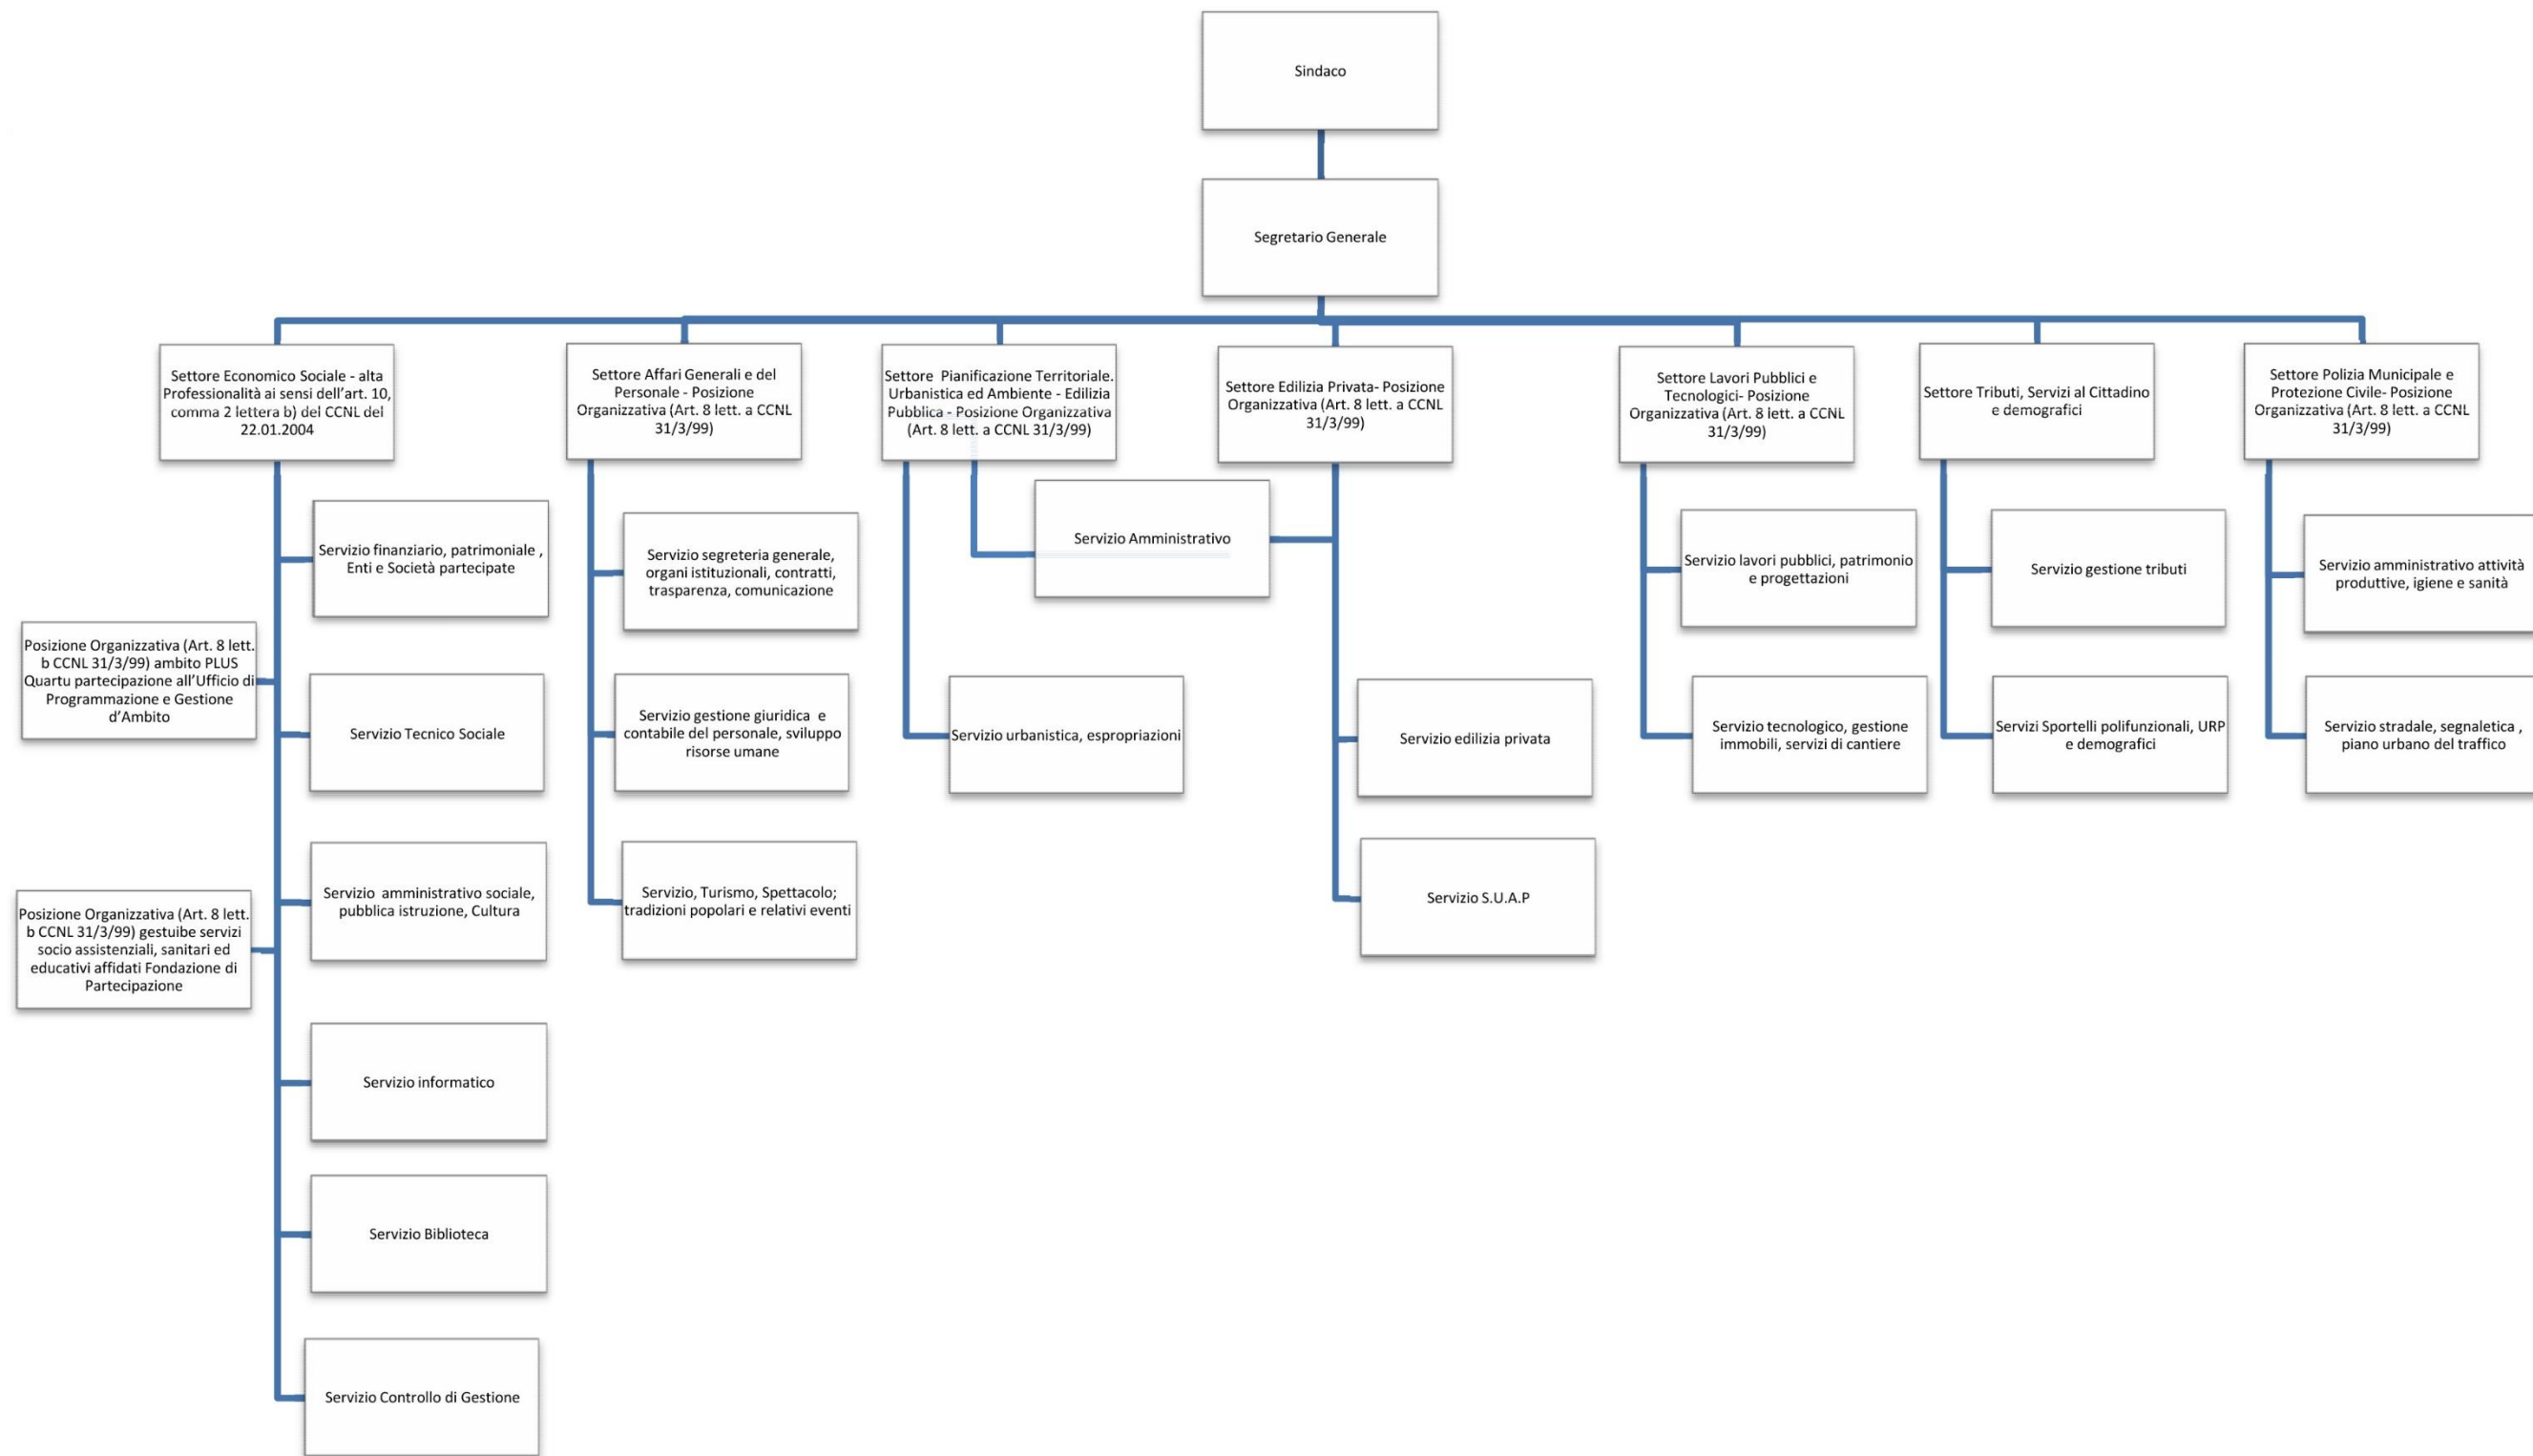 Sindaco
Segretario Generale
Settore Economico Sociale - alta
Professionalità ai sensi dell'art. 10,
comma 2 lettera b) del CCNL del
22.01.2004
Settore Affari Generali e del
Personale - Posizione
Organizzativa (Art. 8 lett. a CCNL
31/3/99)
Settore Pianificazione Territoriale.
Urbanistica ed Ambiente - Edilizia
Pubblica - Posizione Organizzativa
(Art. 8 lett. a CCNL 31/3/99)
Settore Edilizia Privata- Posizione
Organizzativa (Art. 8 lett. a CCNL
31/3/99)
Settore Lavori Pubblici e
Tecnologici- Posizione
Organizzativa (Art. 8 lett. a CCNL
31/3/99)
Settore Tributi, Servizi al Cittadino
e demografici
Settore Polizia Municipale e
Protezione Civile- Posizione
Organizzativa (Art. 8 lett. a CCNL
31/3/99)
Servizio finanziario, patrimoniale ,
Enti e Società partecipate
Posizione Organizzativa (Art. 8 lett.
b CCNL 31/3/99) ambito PLUS
Quartu partecipazione all'Ufficio di
Programmazione e Gestione
d'Ambito
Servizio Tecnico Sociale
Servizio amministrativo sociale,
pubblica istruzione, Cultura
Posizione Organizzativa (Art. 8 lett.
b CCNL 31/3/99) gestuibe servizi
socio assistenziali, sanitari ed
educativi affidati Fondazione di
Partecipazione
Servizio informatico
Servizio Biblioteca
Servizio Controllo di Gestione
Servizio segreteria generale,
organi istituzionali, contratti,
trasparenza, comunicazione
Servizio gestione giuridica e
contabile del personale, sviluppo
risorse umane
Servizio, Turismo, Spettacolo;
tradizioni popolari e relativi eventi
Servizio Amministrativo
Servizio urbanistica, espropriazioni
Servizio edilizia privata
Servizio S.U.A.P
Servizio lavori pubblici, patrimonio
e progettazioni
Servizio tecnologico, gestione
immobili, servizi di cantiere
Servizio gestione tributi
Servizi Sportelli polifunzionali, URP
e demografici
Servizio amministrativo attività
produttive, igiene e sanità
Servizio stradale, segnaletica ,
piano urbano del traffico